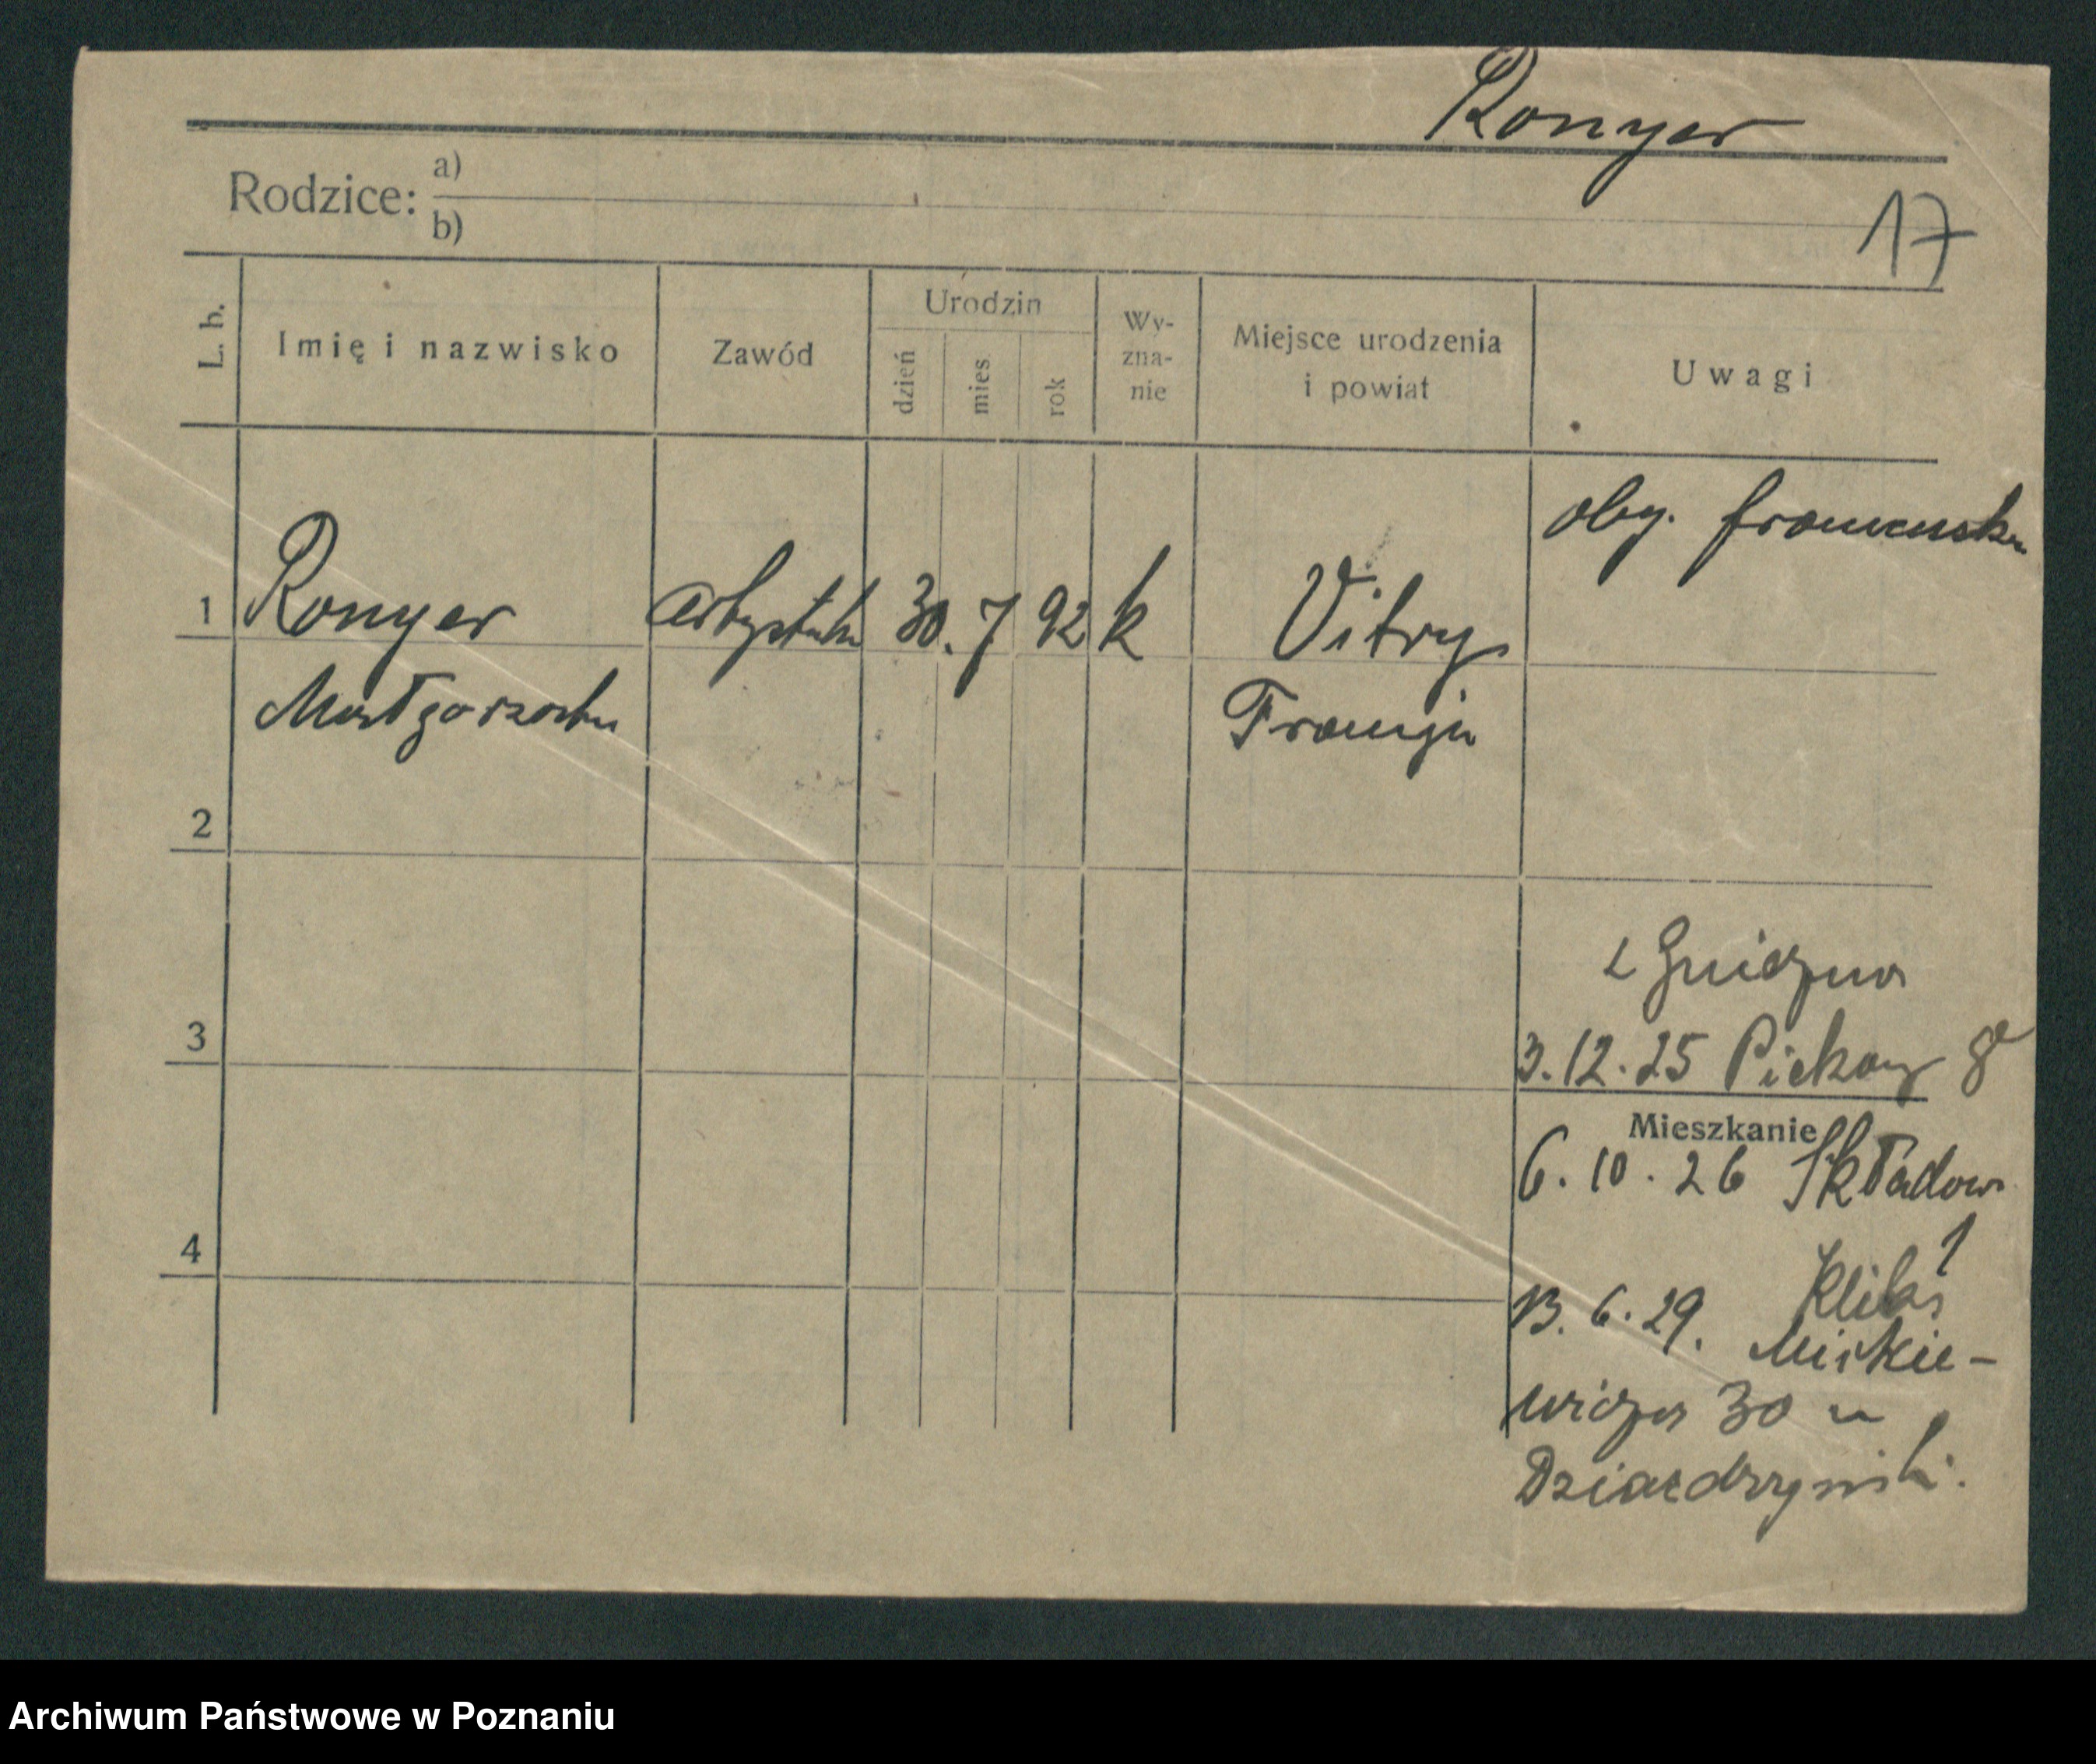 Ronyer
17
Rodzice: a)
b)
L. b. Imię i nazwisko Zawód Urodzin dzień mies rok Wy-zna-nie Miejsce urodzenia i powiat Uwagi
oby. francuska
1 Ronyer artystka 30. 7 92 k Vitry
Małgorzata Francja
2
z Gniezna
3 3.12.25 Piekary 8
Mieszkanie
6. 10. 26 Składowa
1
4
13. 6. 29. Mickie-
wicza 30 u
Archiwum Państwowe w Poznaniu